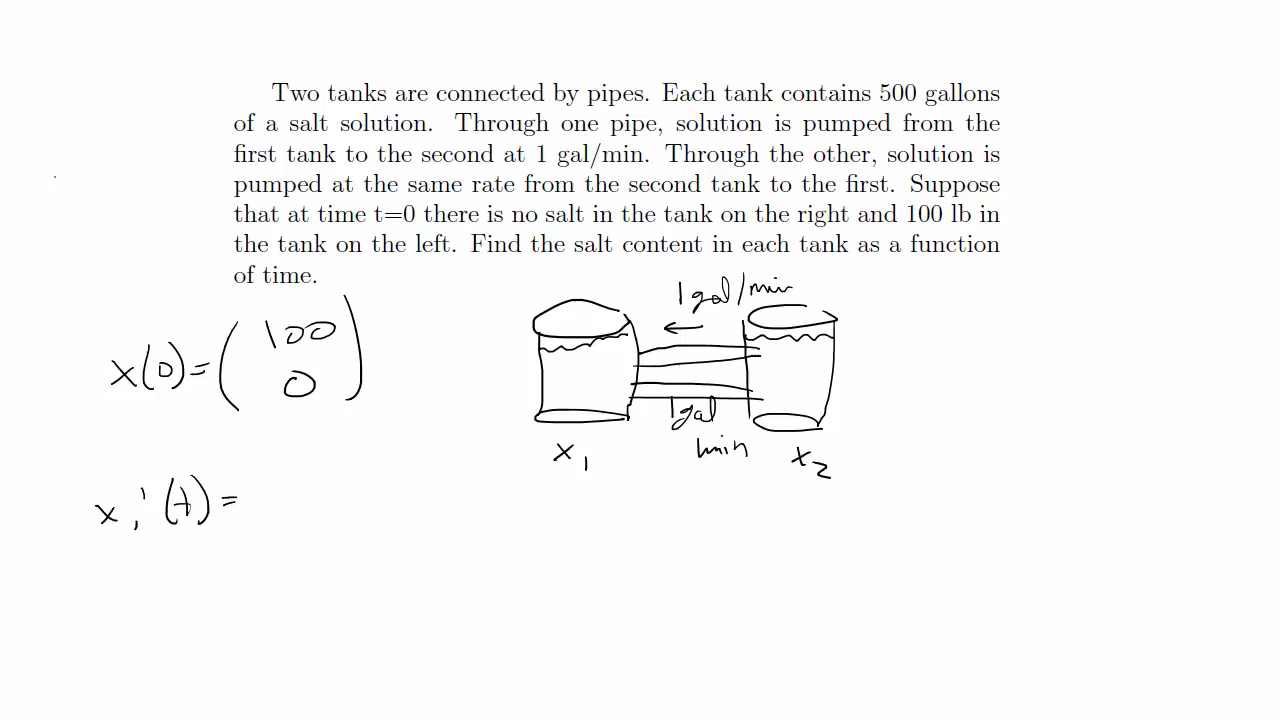 Two tanks are connected by pipes. Each tank contains 500 gallons
of a salt solution. Through one pipe, solution is pumped from the
first tank to the second at 1 gal/min. Through the other, solution is
pumped at the same rate from the second tank to the first. Suppose
that at time t=0 there is no salt in the tank on the right and 100 lb in
the tank on the left. Find the salt content in each tank as a function
of time.
1 gal/min
x(0) = (100
0)
1 gal
min
x₁
x₂
x₁'(t) =